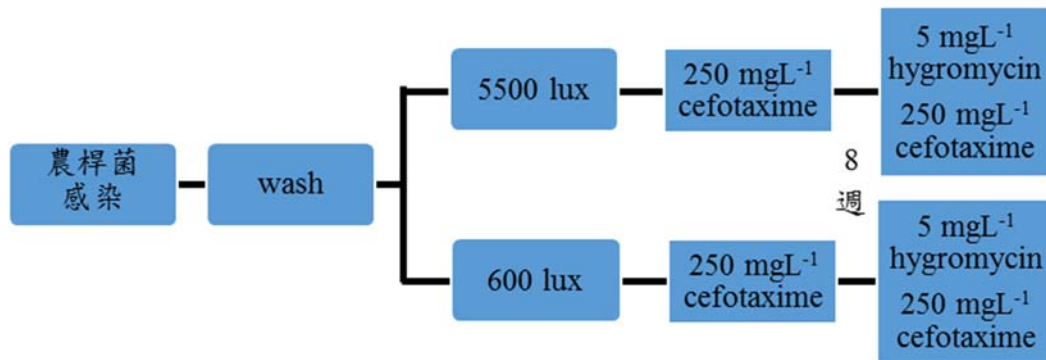 農桿菌
感染
wash
5500 lux
250 mgL⁻¹
cefotaxime
5 mgL⁻¹
hygromycin
250 mgL⁻¹
cefotaxime
8
週
600 lux
250 mgL⁻¹
cefotaxime
5 mgL⁻¹
hygromycin
250 mgL⁻¹
cefotaxime